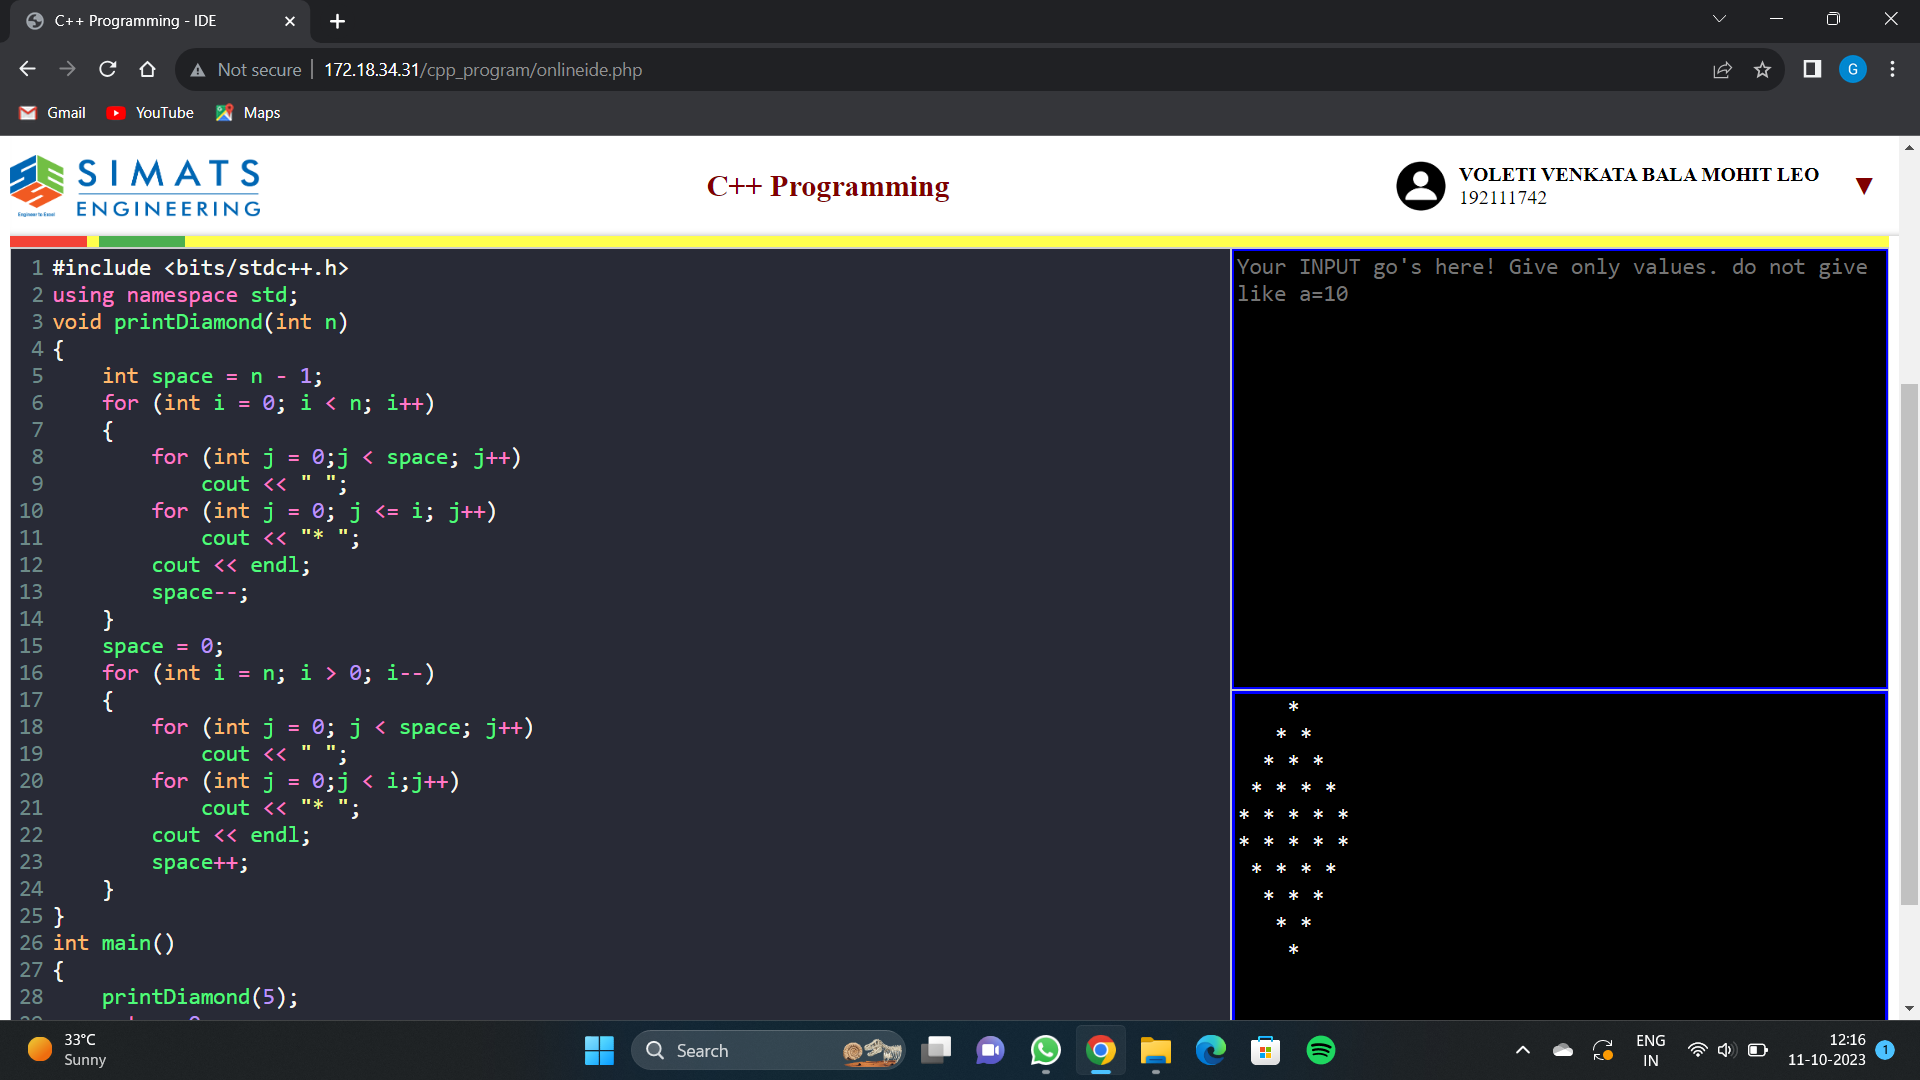 C++ Programming - IDE
Not secure | 172.18.34.31/cpp_program/onlineide.php
G
Gmail YouTube Maps
SIMATS
ENGINEERING
Engineer to Excel
C++ Programming
VOLETI VENKATA BALA MOHIT LEO
192111742
1 #include <bits/stdc++.h>
2 using namespace std;
3 void printDiamond(int n)
4 {
5     int space = n - 1;
6     for (int i = 0; i < n; i++)
7     {
8         for (int j = 0;j < space; j++)
9             cout << " ";
10         for (int j = 0; j <= i; j++)
11             cout << "* ";
12         cout << endl;
13         space--;
14     }
15     space = 0;
16     for (int i = n; i > 0; i--)
17     {
18         for (int j = 0; j < space; j++)
19             cout << " ";
20         for (int j = 0;j < i;j++)
21             cout << "* ";
22         cout << endl;
23         space++;
24     }
25 }
26 int main()
27 {
28     printDiamond(5);
Your INPUT go's here! Give only values. do not give
like a=10
    *
   * *
  * * *
 * * * *
* * * * *
* * * * *
 * * * *
  * * *
   * *
    *
33°C
Sunny
Search
ENG
IN
12:16
11-10-2023
1